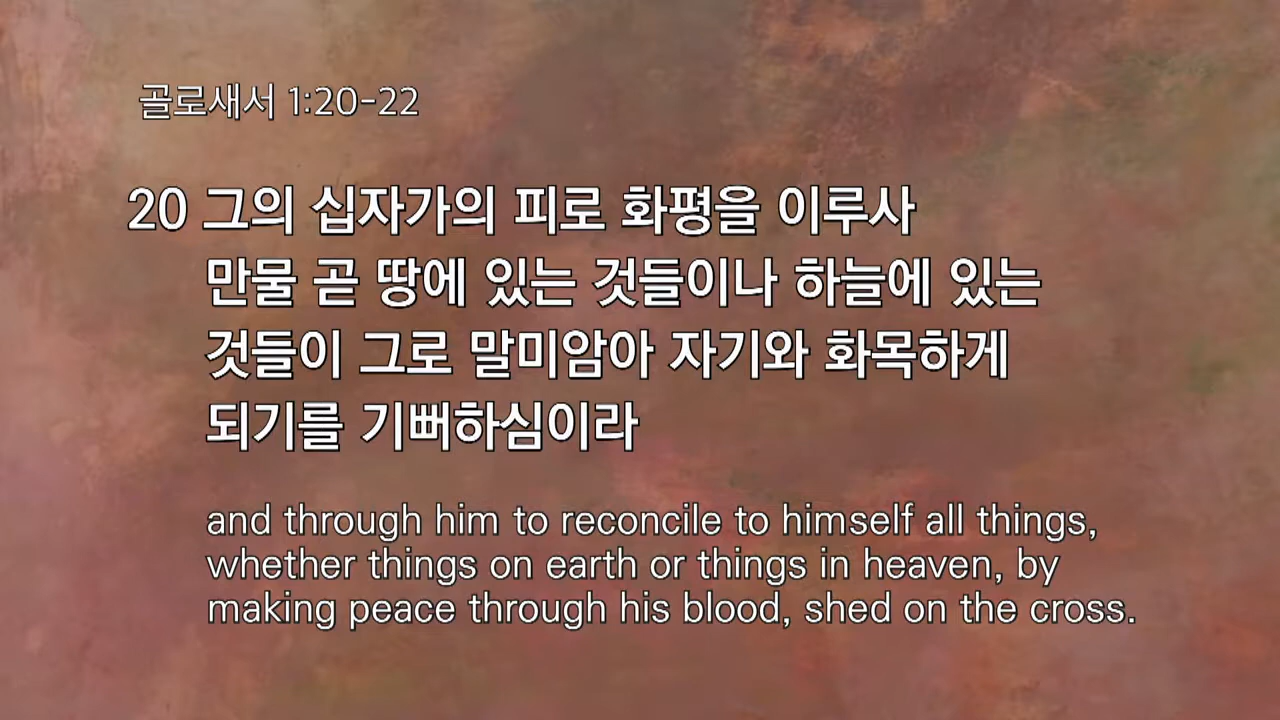 골로새서 1:20-22
20 그의 십자가의 피로 화평을 이루사
만물 곧 땅에 있는 것들이나 하늘에 있는
것들이 그로 말미암아 자기와 화목하게
되기를 기뻐하심이라
and through him to reconcile to himself all things,
whether things on earth or things in heaven, by
making peace through his blood, shed on the cross.